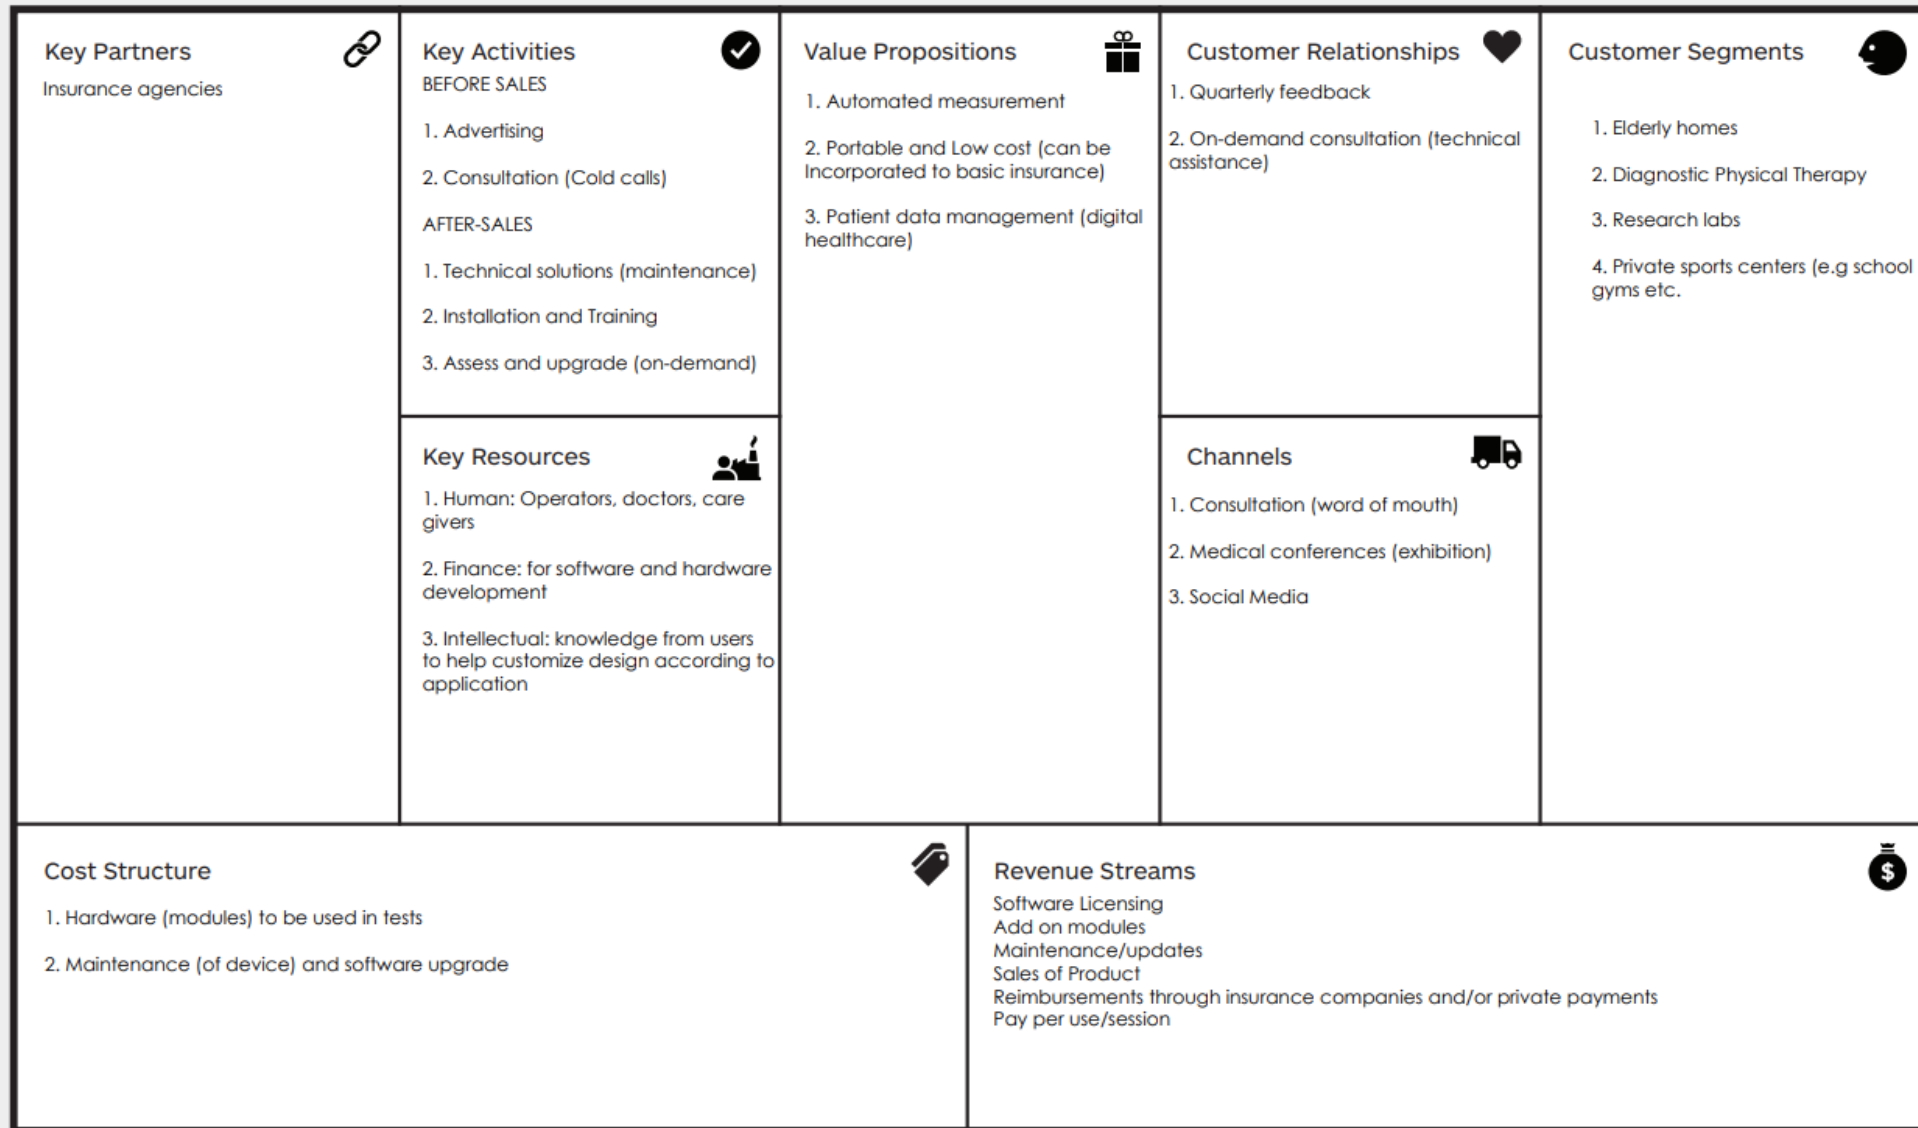 Key Partners
Insurance agencies
Key Activities
BEFORE SALES
1. Advertising
2. Consultation (Cold calls)
AFTER-SALES
1. Technical solutions (maintenance)
2. Installation and Training
3. Assess and upgrade (on-demand)
Key Resources
1. Human: Operators, doctors, care
givers
2. Finance: for software and hardware
development
3. Intellectual: knowledge from users
to help customize design according to
application
Value Propositions
1. Automated measurement
2. Portable and Low cost (can be
Incorporated to basic insurance)
3. Patient data management (digital
healthcare)
Customer Relationships
1. Quarterly feedback
2. On-demand consultation (technical
assistance)
Channels
1. Consultation (word of mouth)
2. Medical conferences (exhibition)
3. Social Media
Customer Segments
1. Elderly homes
2. Diagnostic Physical Therapy
3. Research labs
4. Private sports centers (e.g school
gyms etc.
Cost Structure
1. Hardware (modules) to be used in tests
2. Maintenance (of device) and software upgrade
Revenue Streams
$
Software Licensing
Add on modules
Maintenance/updates
Sales of Product
Reimbursements through insurance companies and/or private payments
Pay per use/session